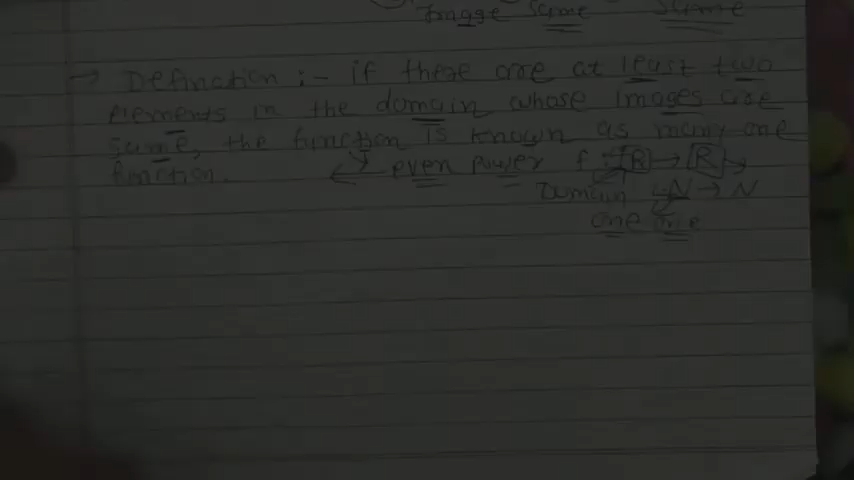 Image same same
→ Definition :- if there are at least two
elements in the domain whose images are
same, the function is known as many one
function. ← even power f : R → R →
Domain N → N
one one